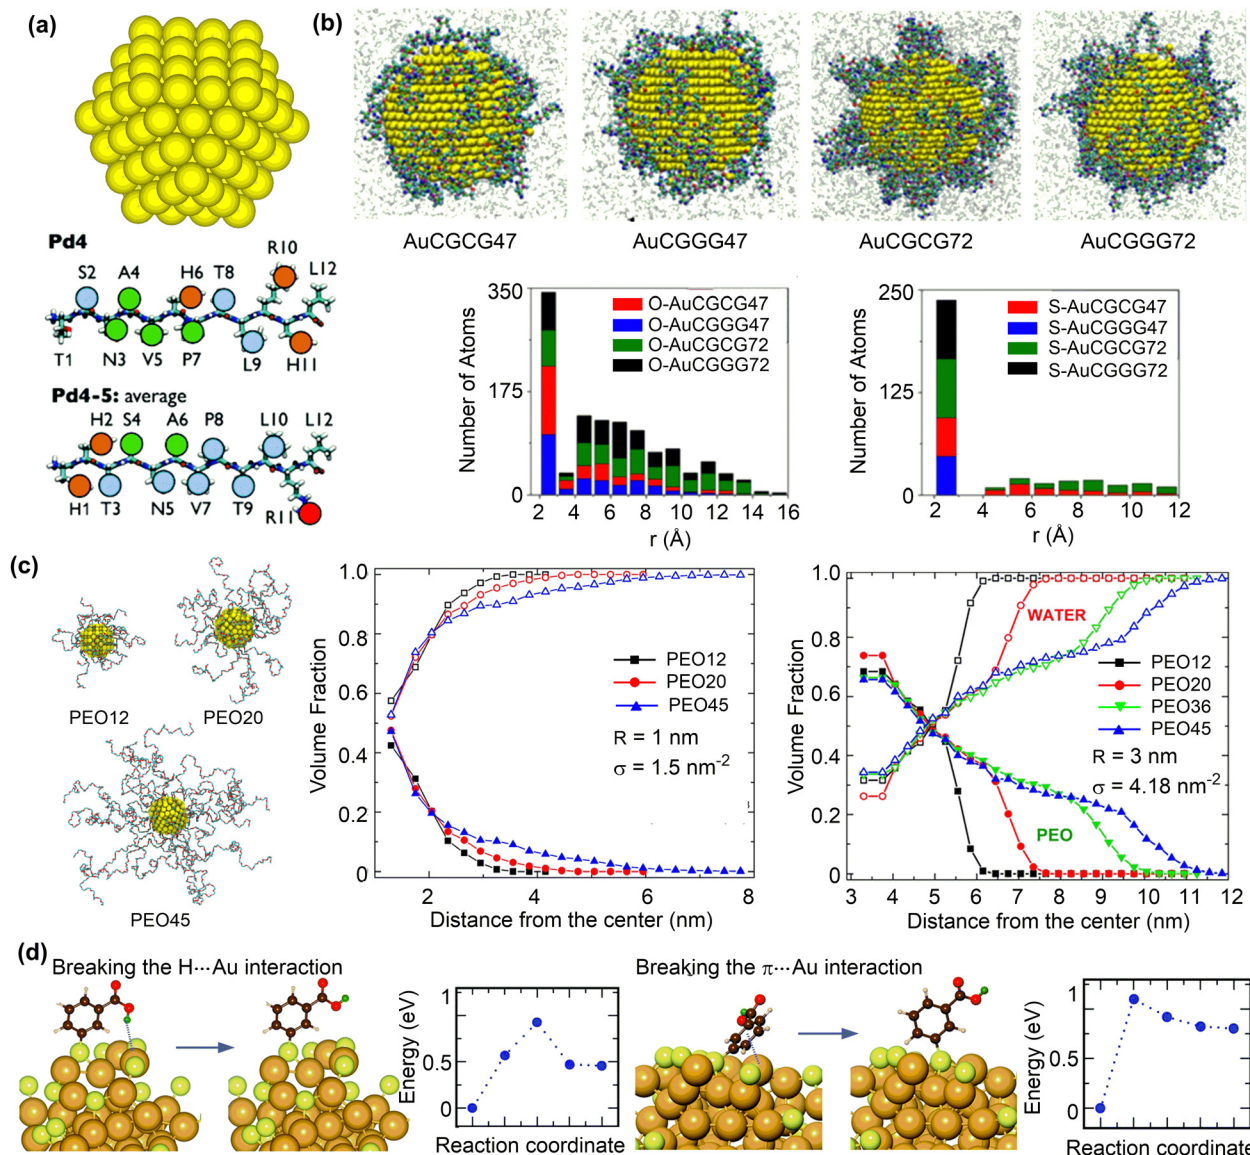 (a)
(b)
AuCGCG47 AuCGGG47 AuCGCG72 AuCGGG72
Pd4
S2 A4 H6 T8 R10 L12
T1 N3 V5 P7 L9 H11
Pd4-5: average
H2 S4 A6 P8 L10 L12
H1 T3 N5 V7 T9 R11
350
175
0
Number of Atoms
O-AuCGCG47
O-AuCGGG47
O-AuCGCG72
O-AuCGGG72
2 4 6 8 10 12 14 16
r (Å)
250
125
0
Number of Atoms
S-AuCGCG47
S-AuCGGG47
S-AuCGCG72
S-AuCGGG72
2 4 6 8 10 12
r (Å)
(c)
PEO12 PEO20
PEO45
1.0
0.8
0.6
0.4
0.2
0
Volume Fraction
PEO12
PEO20
PEO45
R = 1 nm
σ = 1.5 nm-2
2 4 6 8
Distance from the center (nm)
1.0
0.8
0.6
0.4
0.2
0
Volume Fraction
WATER
PEO12
PEO20
PEO36
PEO45
R = 3 nm
σ = 4.18 nm-2
PEO
3 4 5 6 7 8 9 10 11 12
Distance from the center (nm)
(d)
Breaking the H···Au interaction
1
0.5
0
Energy (eV)
Reaction coordinate
Breaking the π···Au interaction
1
0.5
0
Energy (eV)
Reaction coordinate